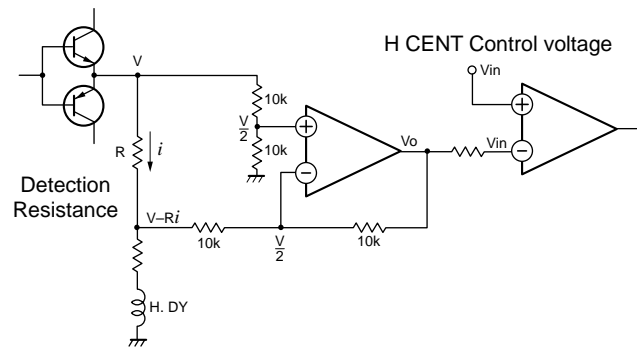 H CENT Control voltage
Vin
V
10k
V
2
10k
Vo
Vin
R
i
Detection
Resistance
V–Ri
10k
V
2
10k
H. DY